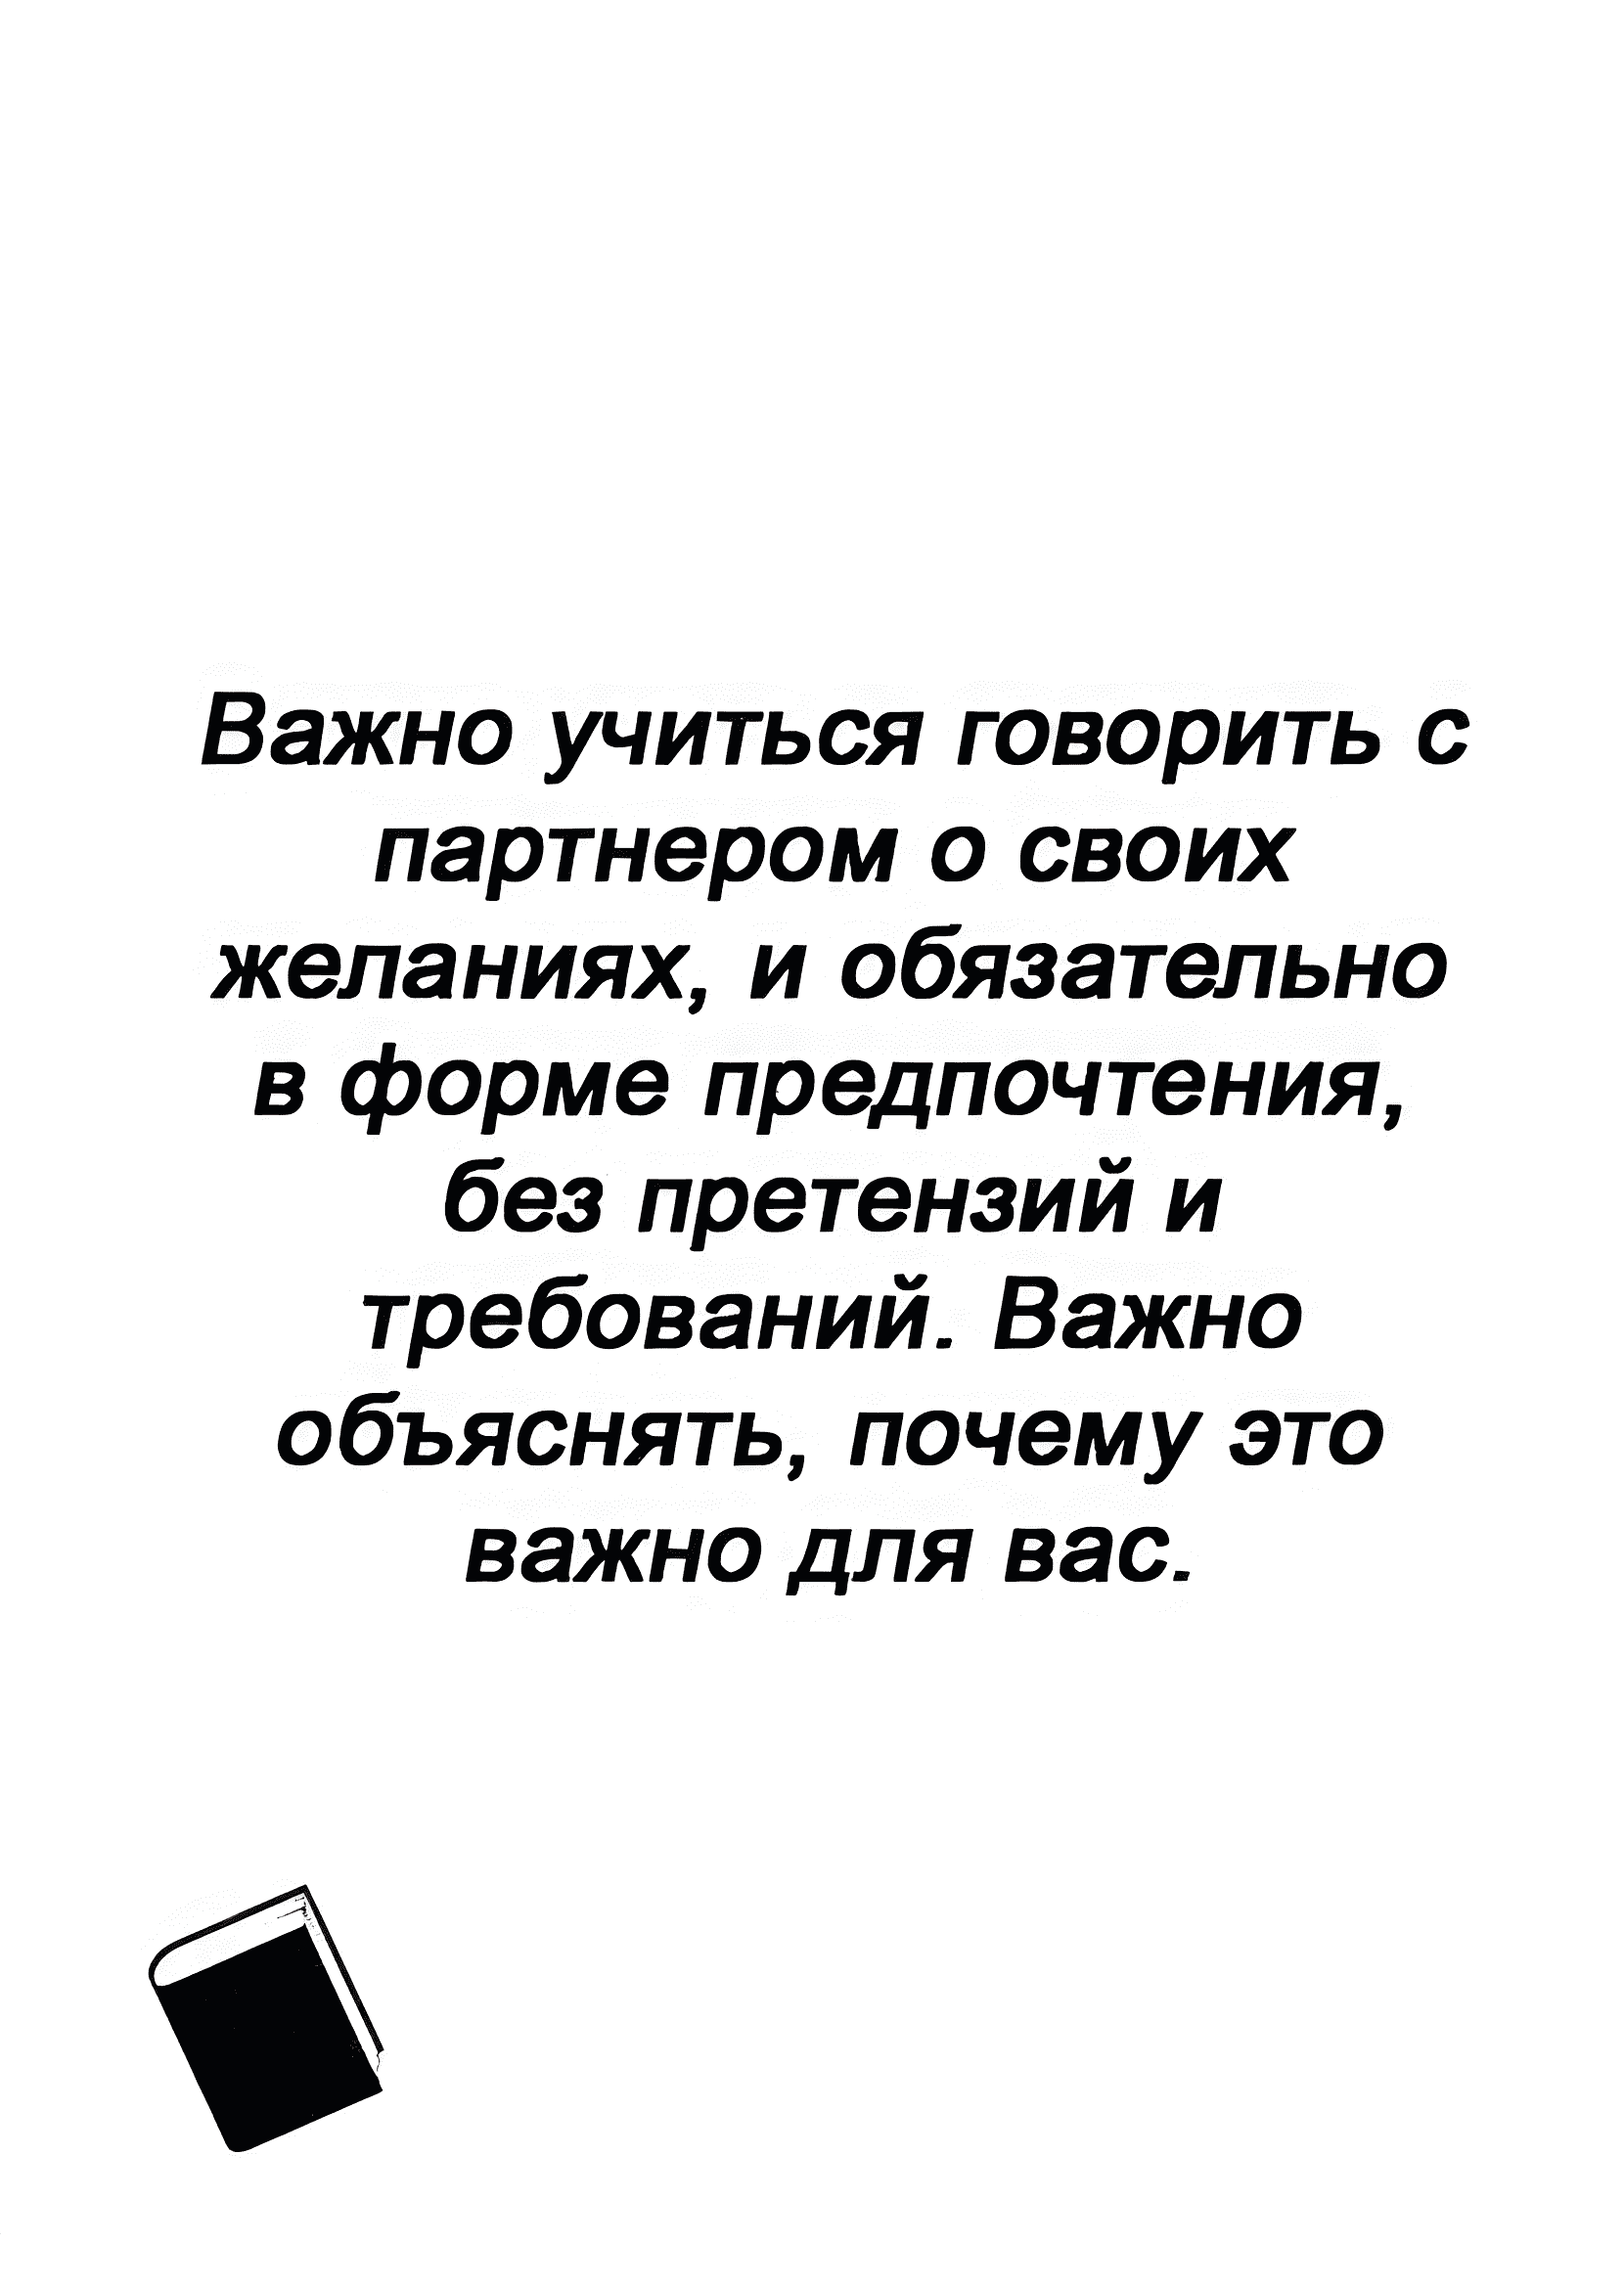 Важно учиться говорить с
партнером о своих
желаниях, и обязательно
в форме предпочтения,
без претензий и
требований. Важно
объяснять, почему это
важно для вас.